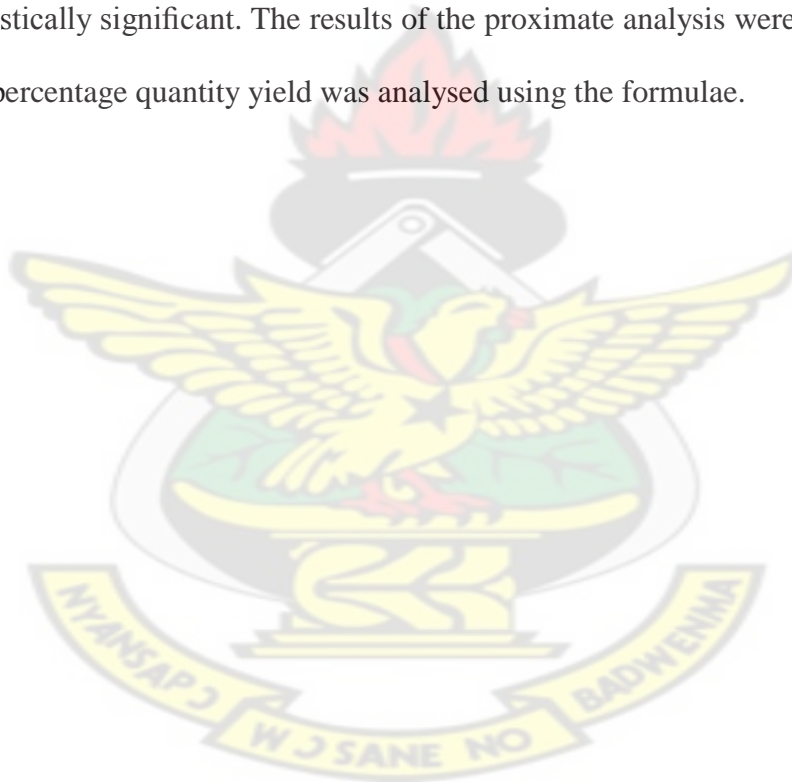 stically significant. The results of the proximate analysis were
percentage quantity yield was analysed using the formulae.
NYANSAPƆ WƆSANE NO BADWENMA